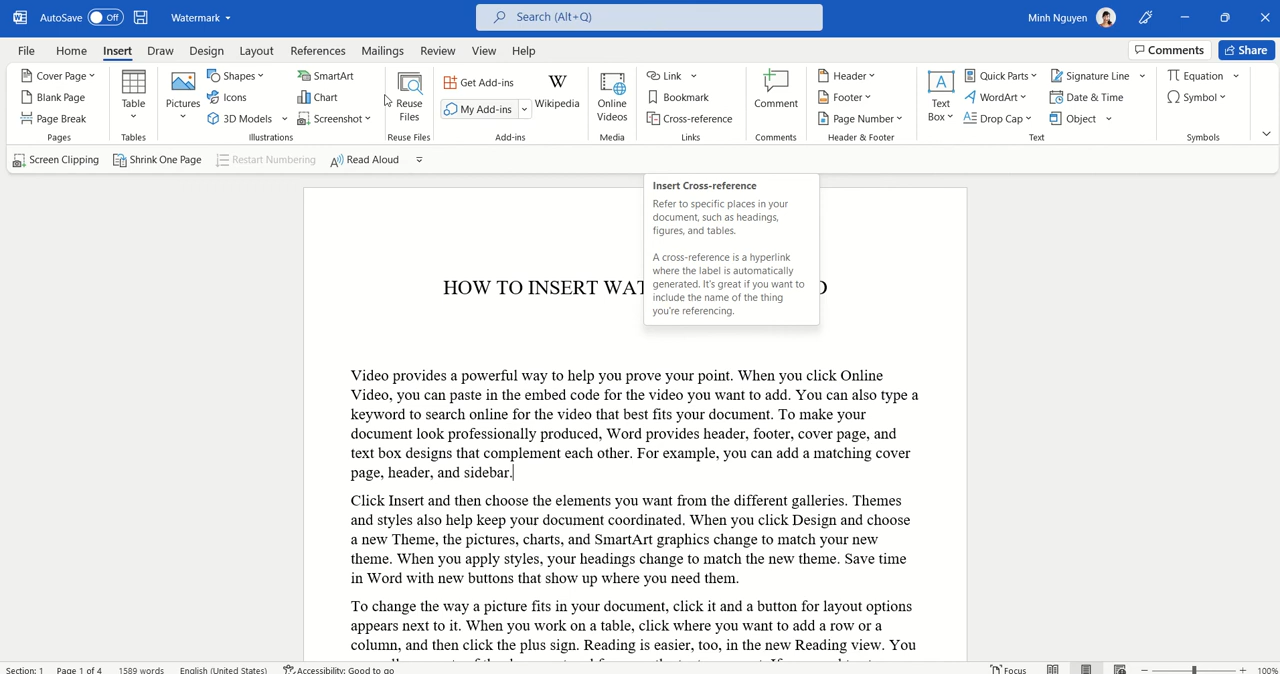 AutoSave Off Watermark Search (Alt+Q) Minh Nguyen
File Home Insert Draw Design Layout References Mailings Review View Help Comments Share
Cover Page
Blank Page
Page Break
Pages
Table
Tables
Pictures
Shapes
Icons
3D Models
SmartArt
Chart
Screenshot
Illustrations
Reuse
Files
Reuse Files
Get Add-ins
My Add-ins
W
Wikipedia
Add-ins
Online
Videos
Media
Link
Bookmark
Cross-reference
Links
Comment
Comments
Header
Footer
Page Number
Header & Footer
Text
Box
Quick Parts
WordArt
Drop Cap
Signature Line
Date & Time
Object
Text
Equation
Symbol
Symbols
Screen Clipping Shrink One Page Restart Numbering Read Aloud
Insert Cross-reference
Refer to specific places in your
document, such as headings,
figures, and tables.
A cross-reference is a hyperlink
where the label is automatically
generated. It's great if you want to
include the name of the thing
you're referencing.
HOW TO INSERT WAT
Video provides a powerful way to help you prove your point. When you click Online
Video, you can paste in the embed code for the video you want to add. You can also type a
keyword to search online for the video that best fits your document. To make your
document look professionally produced, Word provides header, footer, cover page, and
text box designs that complement each other. For example, you can add a matching cover
page, header, and sidebar.
Click Insert and then choose the elements you want from the different galleries. Themes
and styles also help keep your document coordinated. When you click Design and choose
a new Theme, the pictures, charts, and SmartArt graphics change to match your new
theme. When you apply styles, your headings change to match the new theme. Save time
in Word with new buttons that show up where you need them.
To change the way a picture fits in your document, click it and a button for layout options
appears next to it. When you work on a table, click where you want to add a row or a
column, and then click the plus sign. Reading is easier, too, in the new Reading view. You
Section: 1 Page 1 of 4 1589 words English (United States) Accessibility: Good to go Focus 100%